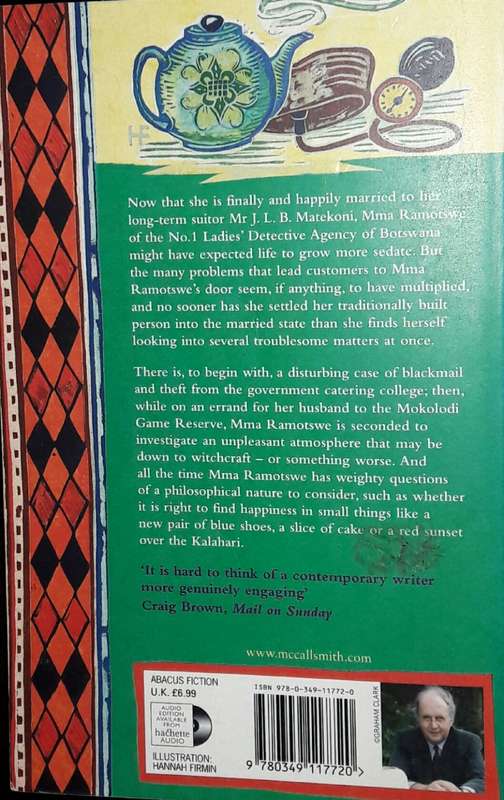 HF
Now that she is finally and happily married to her
long-term suitor Mr J. L. B. Matekoni, Mma Ramotswe
of the No.1 Ladies' Detective Agency of Botswana
might have expected life to grow more sedate. But
the many problems that lead customers to Mma
Ramotswe's door seem, if anything, to have multiplied,
and no sooner has she settled her traditionally built
person into the married state than she finds herself
looking into several troublesome matters at once.
There is, to begin with, a disturbing case of blackmail
and theft from the government catering college; then,
while on an errand for her husband to the Mokolodi
Game Reserve, Mma Ramotswe is seconded to
investigate an unpleasant atmosphere that may be
down to witchcraft – or something worse. And
all the time Mma Ramotswe has weighty questions
of a philosophical nature to consider, such as whether
it is right to find happiness in small things like a
new pair of blue shoes, a slice of cake or a red sunset
over the Kalahari.
'It is hard to think of a contemporary writer
more genuinely engaging'
Craig Brown, Mail on Sunday
www.mccallsmith.com
ABACUS FICTION
U.K. £6.99
AUDIO
EDITION
AVAILABLE
FROM
hachette
AUDIO
ILLUSTRATION:
HANNAH FIRMIN
ISBN 978-0-349-11772-0
9 780349 117720 >
©GRAHAM CLARK